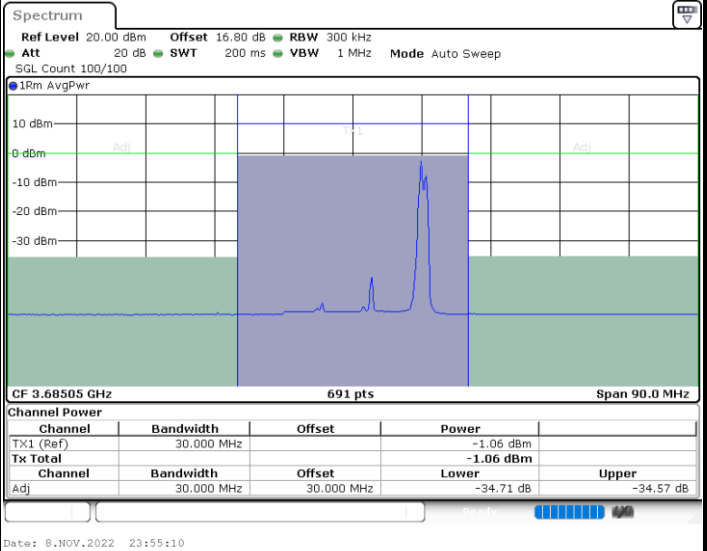 Spectrum
Ref Level 20.00 dBm Offset 16.80 dB RBW 300 kHz
Att 20 dB SWT 200 ms VBW 1 MHz Mode Auto Sweep
SGL Count 100/100
1Rm AvgPwr
10 dBm
TX1
Adj Adj
0 dBm
-10 dBm
-20 dBm
-30 dBm
CF 3.68505 GHz 691 pts Span 90.0 MHz
Channel Power
Channel Bandwidth Offset Power
TX1 (Ref) 30.000 MHz -1.06 dBm
Tx Total -1.06 dBm
Channel Bandwidth Offset Lower Upper
Adj 30.000 MHz 30.000 MHz -34.71 dB -34.57 dB
Ready
Date: 8.NOV.2022 23:55:10